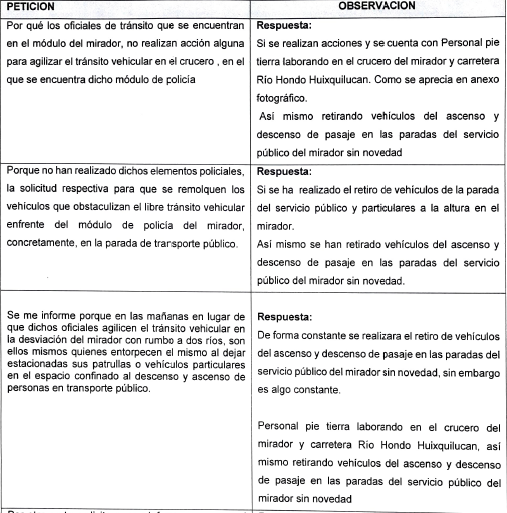 PETICION
OBSERVACION
Por qué los oficiales de tránsito que se encuentran
en el módulo del mirador, no realizan acción alguna
para agilizar el tránsito vehicular en el crucero , en el
que se encuentra dicho módulo de policía
Respuesta:
Si se realizan acciones y se cuenta con Personal pie
tierra laborando en el crucero del mirador y carretera
Río Hondo Huixquilucan. Como se aprecia en anexo
fotográfico.
Así mismo retirando vehículos del ascenso y
descenso de pasaje en las paradas del servicio
público del mirador sin novedad
Porque no han realizado dichos elementos policiales,
la solicitud respectiva para que se remolquen los
vehículos que obstaculizan el libre tránsito vehicular
enfrente del módulo de policía del mirador,
concretamente, en la parada de transporte público.
Respuesta:
Si se ha realizado el retiro de vehículos de la parada
del servicio público y particulares a la altura en el
mirador.
Así mismo se han retirado vehículos del ascenso y
descenso de pasaje en las paradas del servicio
público del mirador sin novedad.
Se me informe porque en las mañanas en lugar de
que dichos oficiales agilicen el tránsito vehicular en
la desviación del mirador con rumbo a dos ríos, son
ellos mismos quienes entorpecen el mismo al dejar
estacionadas sus patrullas o vehículos particulares
en el espacio confinado al descenso y ascenso de
personas en transporte público.
Respuesta:
De forma constante se realizara el retiro de vehículos
del ascenso y descenso de pasaje en las paradas del
servicio público del mirador sin novedad, sin embargo
es algo constante.
Personal pie tierra laborando en el crucero del
mirador y carretera Rio Hondo Huixquilucan, así
mismo retirando vehículos del ascenso y descenso
de pasaje en las paradas del servicio público del
mirador sin novedad